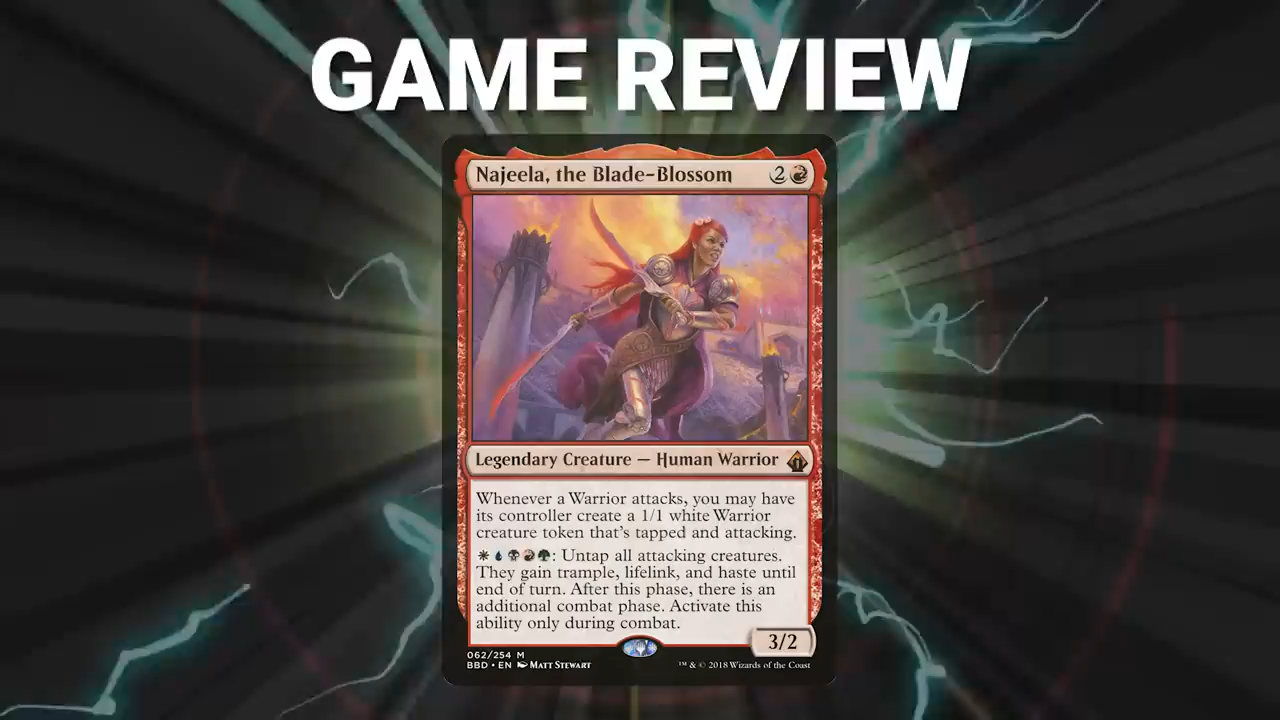 GAME REVIEW
Najeela, the Blade-Blossom 2
Legendary Creature — Human Warrior
Whenever a Warrior attacks, you may have
its controller create a 1/1 white Warrior
creature token that's tapped and attacking.
: Untap all attacking creatures.
They gain trample, lifelink, and haste until
end of turn. After this phase, there is an
additional combat phase. Activate this
ability only during combat.
3/2
062/254 M
BBD • EN Matt Stewart
™ & © 2018 Wizards of the Coast